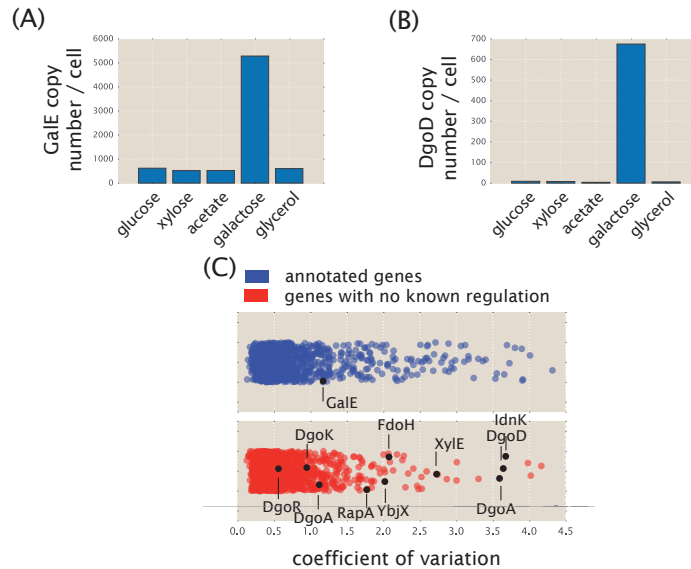 (A)
GalE copy
number / cell
6000
5000
4000
3000
2000
1000
0
glucose
xylose
acetate
galactose
glycerol
(B)
DgoD copy
number / cell
700
600
500
400
300
200
100
0
glucose
xylose
acetate
galactose
glycerol
(C)
annotated genes
genes with no known regulation
GalE
IdnK
FdoH
DgoD
DgoK
XylE
DgoR
DgoA
RapA
YbjX
DgoA
0.0 0.5 1.0 1.5 2.0 2.5 3.0 3.5 4.0 4.5
coefficient of variation